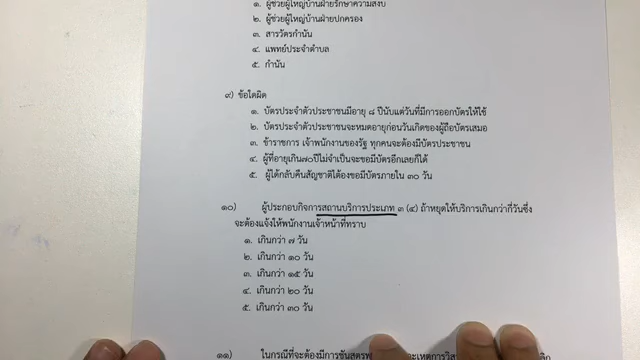 ๑. ผู้ช่วยผู้ใหญ่บ้านฝ่ายรักษาความสงบ
๒. ผู้ช่วยผู้ใหญ่บ้านฝ่ายปกครอง
๓. สารวัตรกำนัน
๔. แพทย์ประจำตำบล
๕. กำนัน
๙) ข้อใดผิด
๑. บัตรประจำตัวประชาชนมีอายุ ๘ ปีนับแต่วันที่มีการออกบัตรให้ใช้
๒. บัตรประจำตัวประชาชนจะหมดอายุก่อนวันเกิดของผู้ถือบัตรเสมอ
๓. ข้าราชการ เจ้าพนักงานของรัฐ ทุกคนจะต้องมีบัตรประชาชน
๔. ผู้ที่อายุเกิน๗๐ปีไม่จำเป็นจะขอมีบัตรอีกเลยก็ได้
๕. ผู้ได้กลับคืนสัญชาติได้ต้องขอมีบัตรภายใน ๓๐ วัน
๑๐) ผู้ประกอบกิจการสถานบริการประเภท ๓ (๔) ถ้าหยุดให้บริการเกินกว่ากี่วันซึ่ง
จะต้องแจ้งให้พนักงานเจ้าหน้าที่ทราบ
๑. เกินกว่า ๗ วัน
๒. เกินกว่า ๑๐ วัน
๓. เกินกว่า ๑๕ วัน
๔. เกินกว่า ๒๐ วัน
๕. เกินกว่า ๓๐ วัน
๑๑) ในกรณีที่จะต้องมีการชันสูตรพ